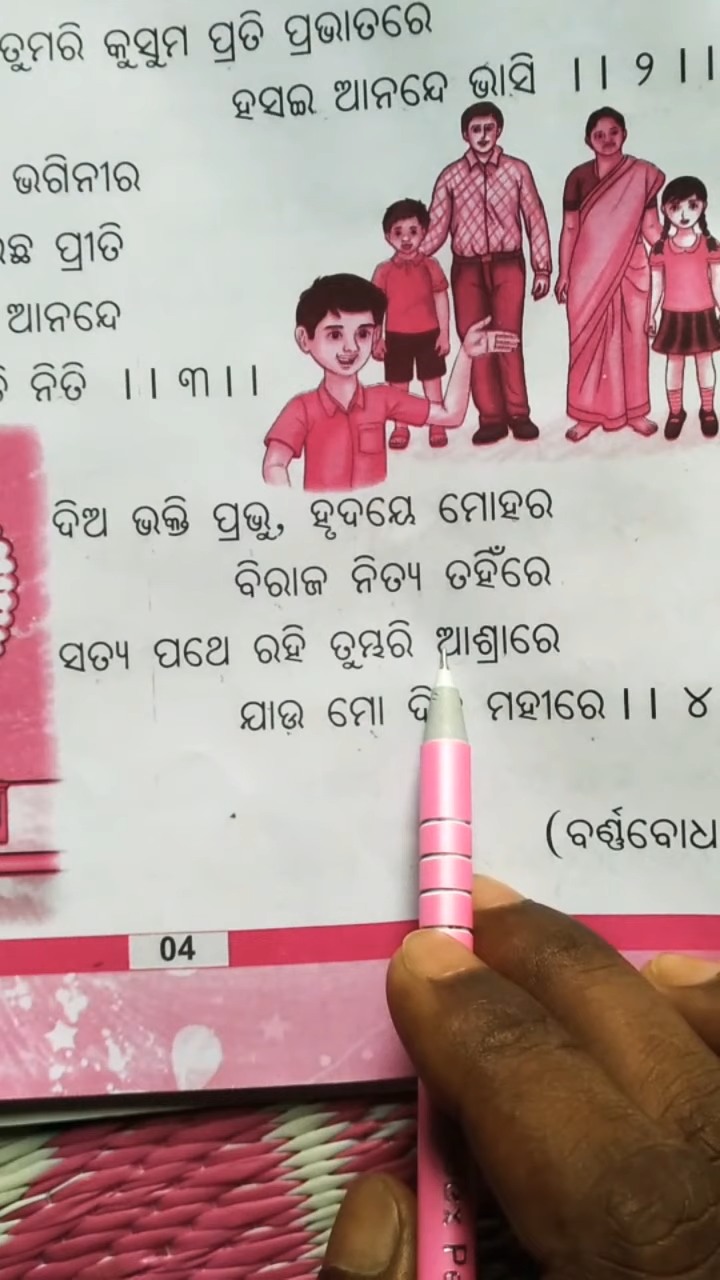 ତୁମରି କୁସୁମ ପ୍ରତି ପ୍ରଭାତରେ
ହସଇ ଆନନ୍ଦେ ଭାସି ।। ୨ ।।
ଭଗିନୀର
ପ୍ରୀତି
ଆନନ୍ଦେ
ନିତି ।। ୩ ।।
ଦିଅ ଭକ୍ତି ପ୍ରଭୁ, ହୃଦୟେ ମୋହର
ବିରାଜ ନିତ୍ୟ ତହିଁରେ
ସତ୍ୟ ପଥେ ରହି ତୁମ୍ଭରି ଆଶ୍ରାରେ
ଯାଉ ମୋ ମହୀରେ ।। ୪
(ବର୍ଣ୍ଣବୋଧ
04